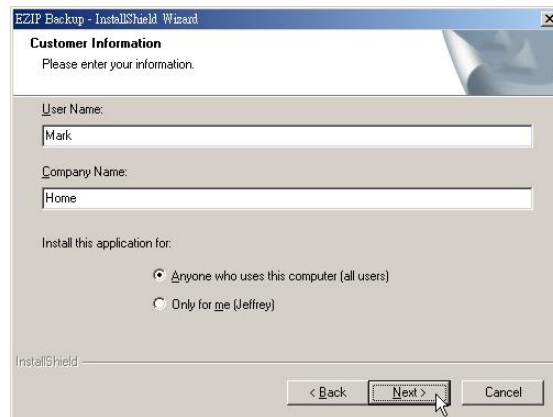 EZIP Backup - InstallShield Wizard
Customer Information
Please enter your information.
User Name:
Mark
Company Name:
Home
Install this application for:
Anyone who uses this computer (all users)
Only for me (Jeffrey)
InstallShield
< Back
Next >
Cancel